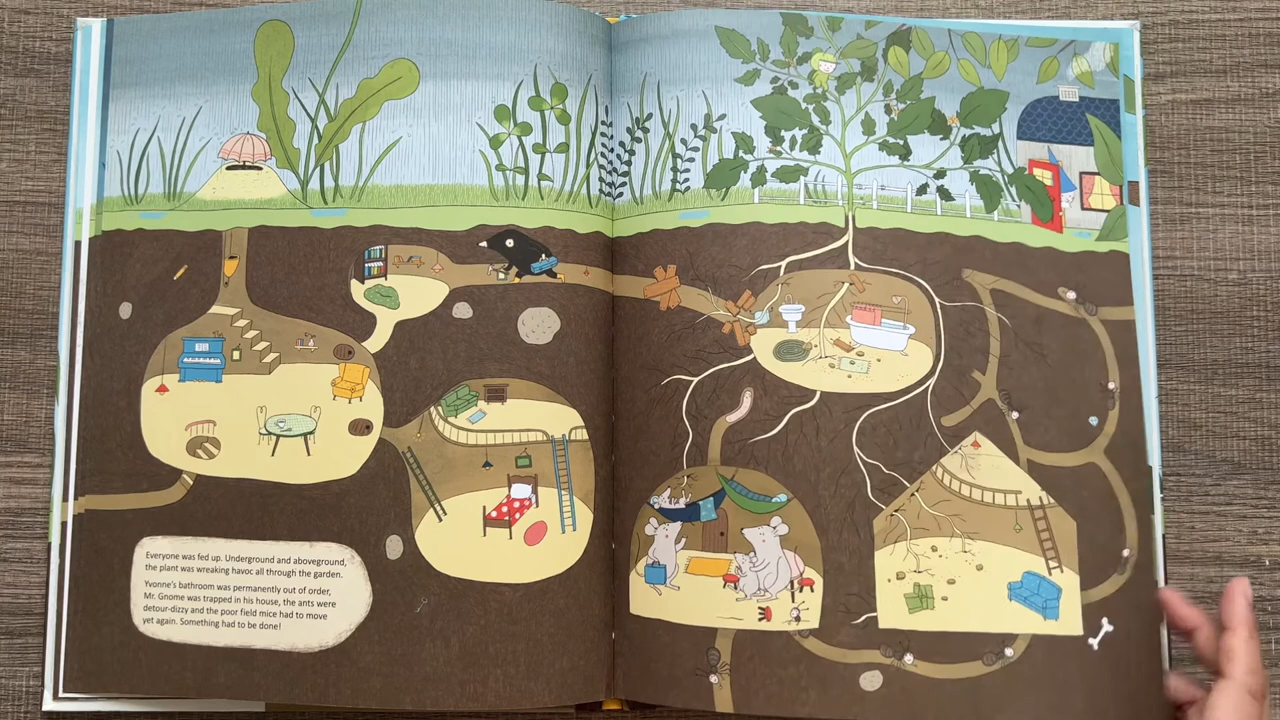 Everyone was fed up. Underground and aboveground,
the plant was wreaking havoc all through the garden.
Yvonne's bathroom was permanently out of order,
Mr. Gnome was trapped in his house, the ants were
detour-dizzy and the poor field mice had to move
yet again. Something had to be done!